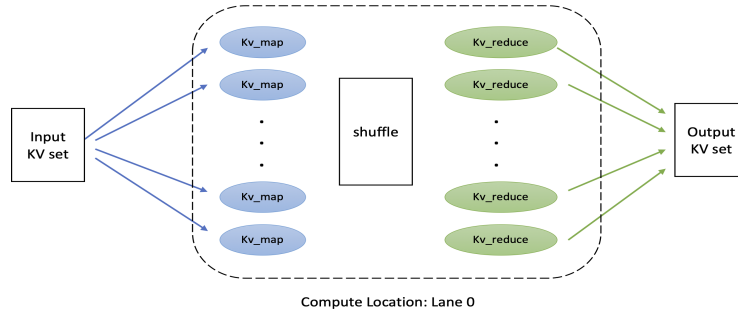 Input
KV set
Kv_map
Kv_map
Kv_map
Kv_map
shuffle
Kv_reduce
Kv_reduce
Kv_reduce
Kv_reduce
Output
KV set
Compute Location: Lane 0